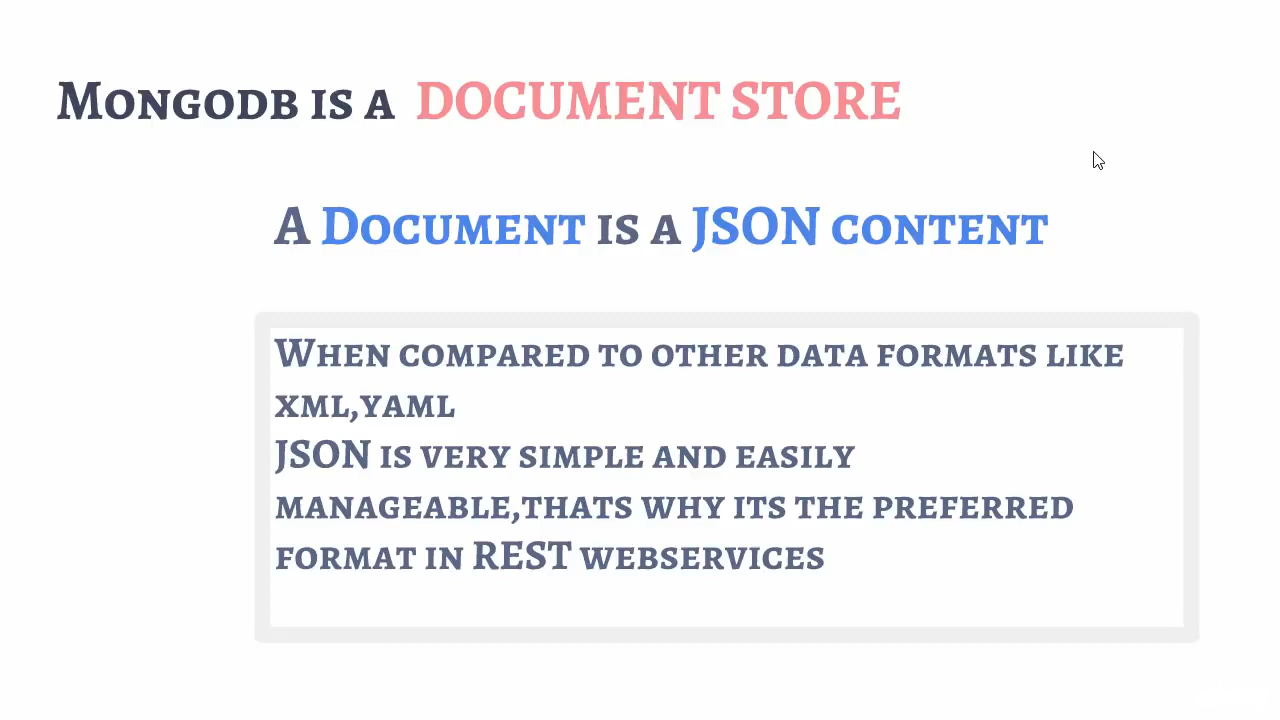 Mongodb is a DOCUMENT STORE
A Document is a JSON content
When compared to other data formats like
xml,yaml
JSON is very simple and easily
manageable,thats why its the preferred
format in REST webservices